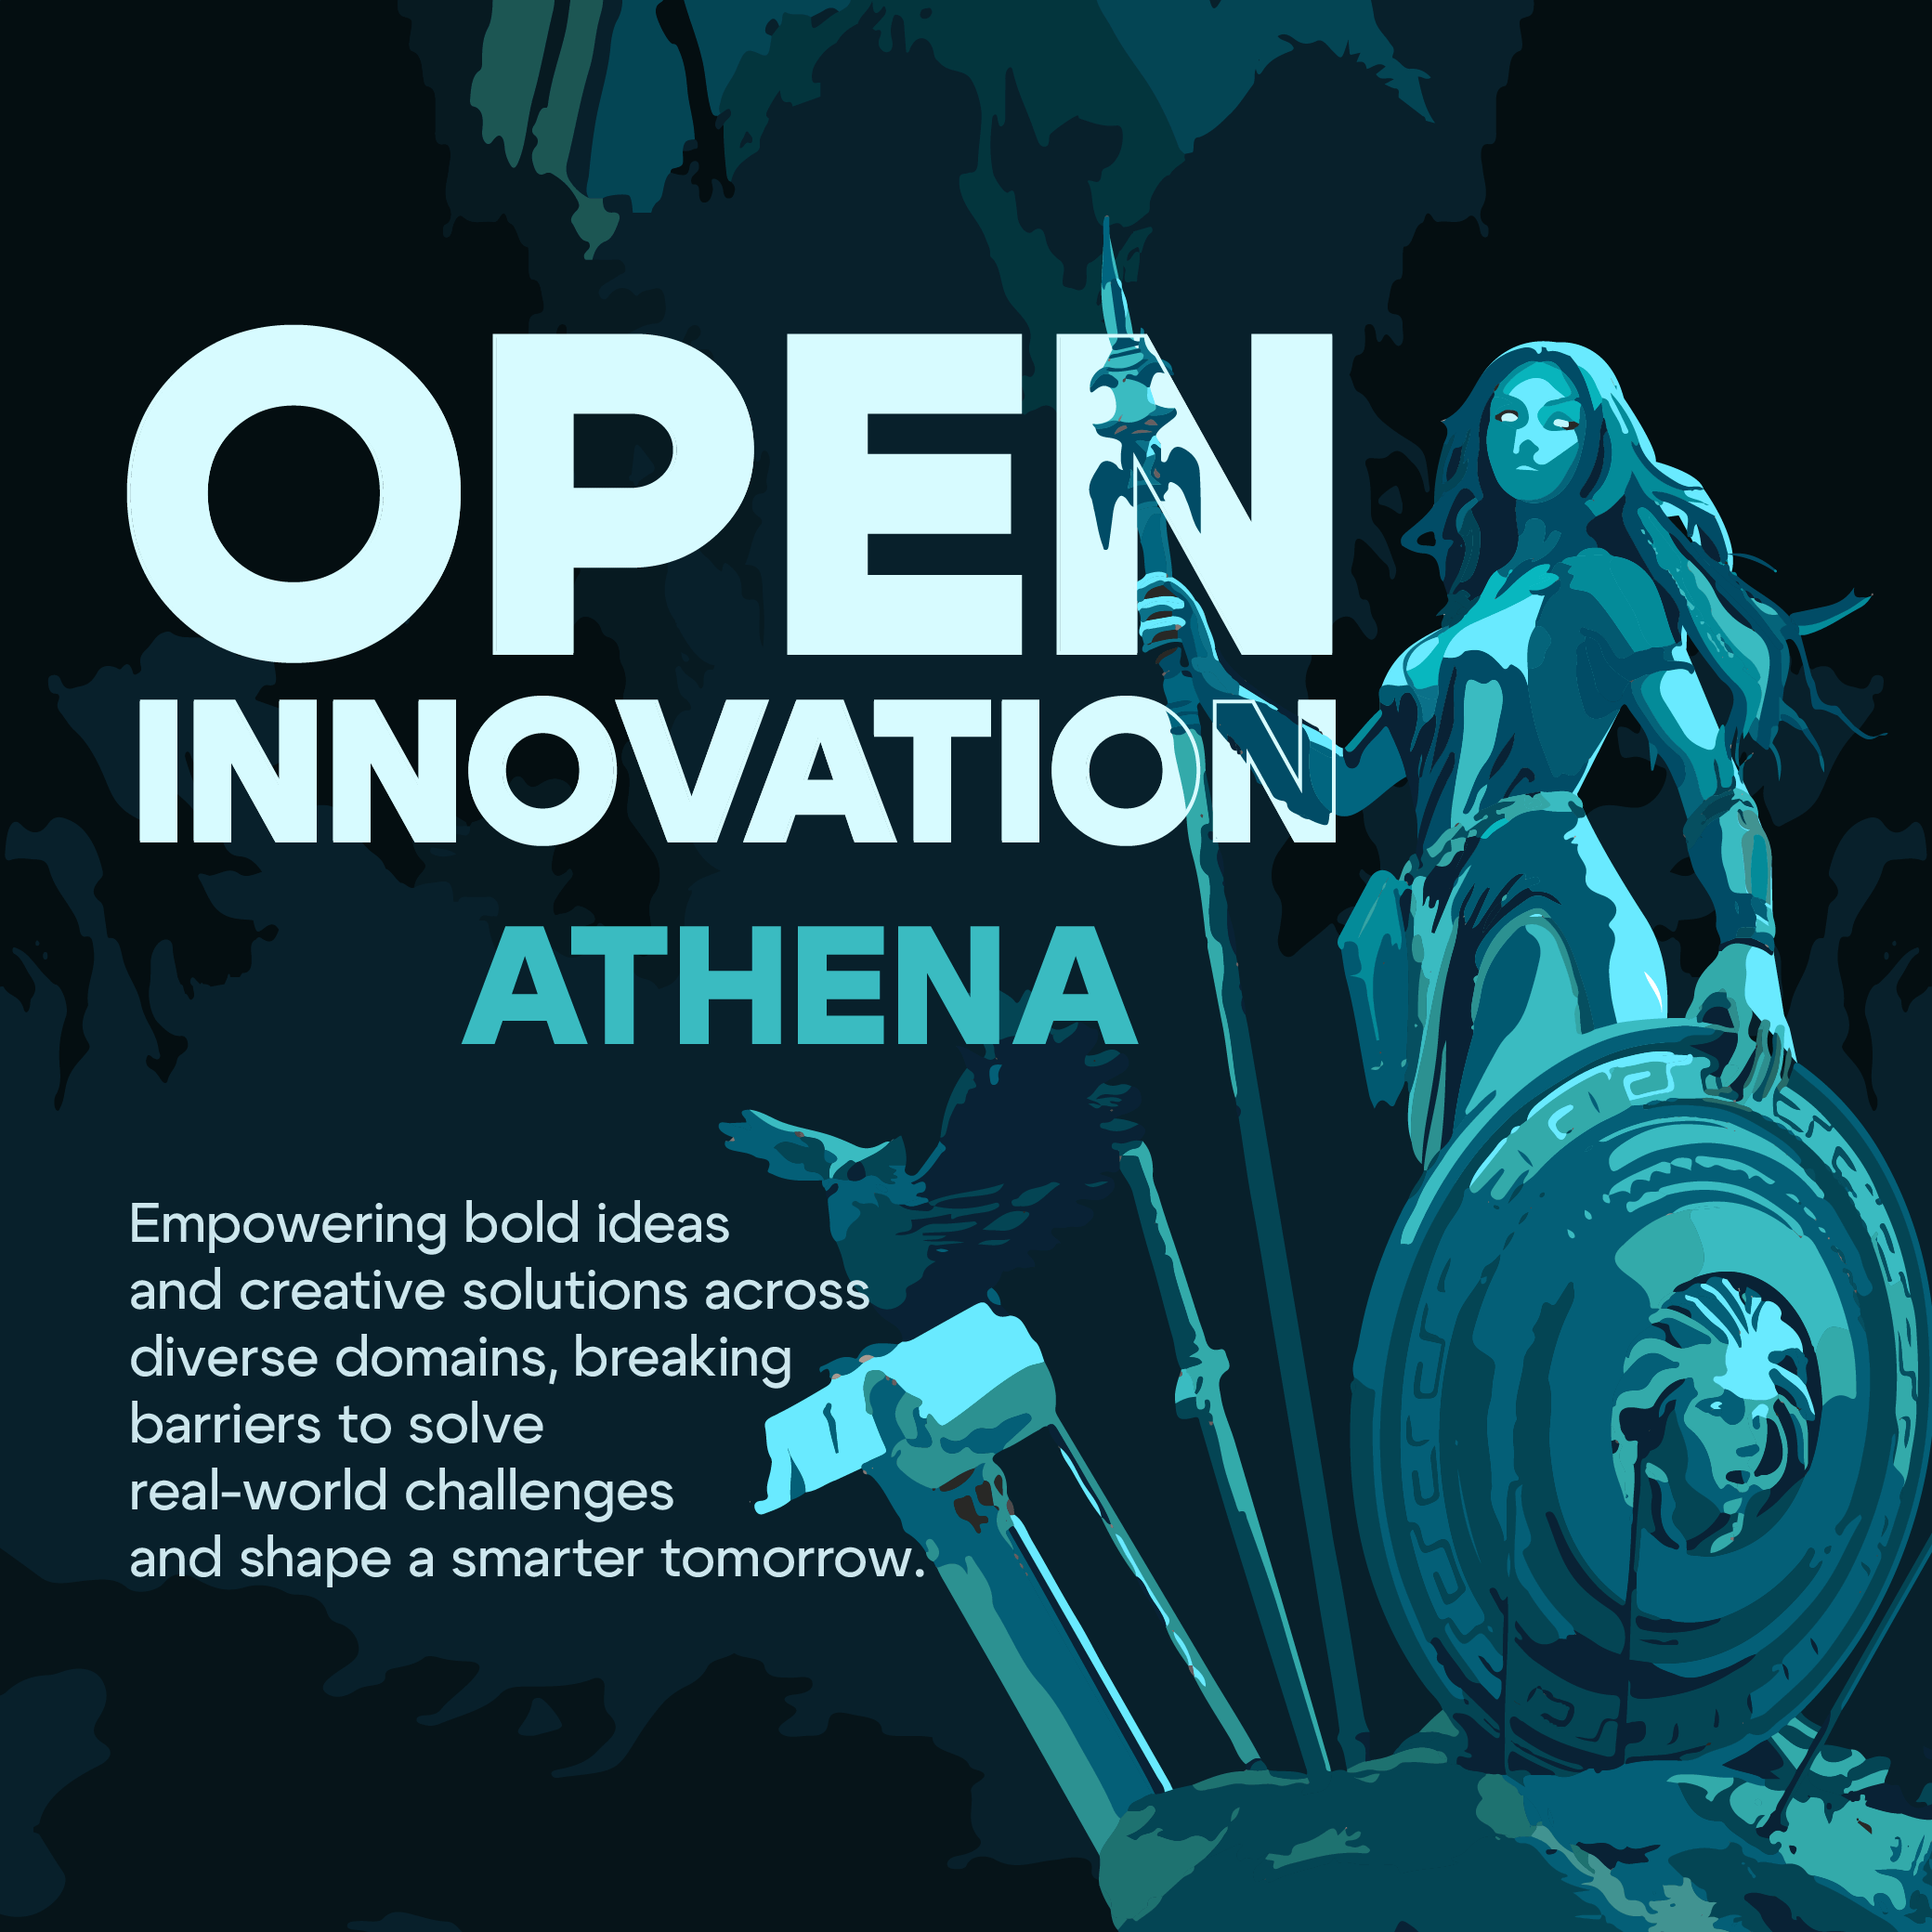 OPEN
INNOVATION
ATHENA
Empowering bold ideas
and creative solutions across
diverse domains, breaking
barriers to solve
real-world challenges
and shape a smarter tomorrow.